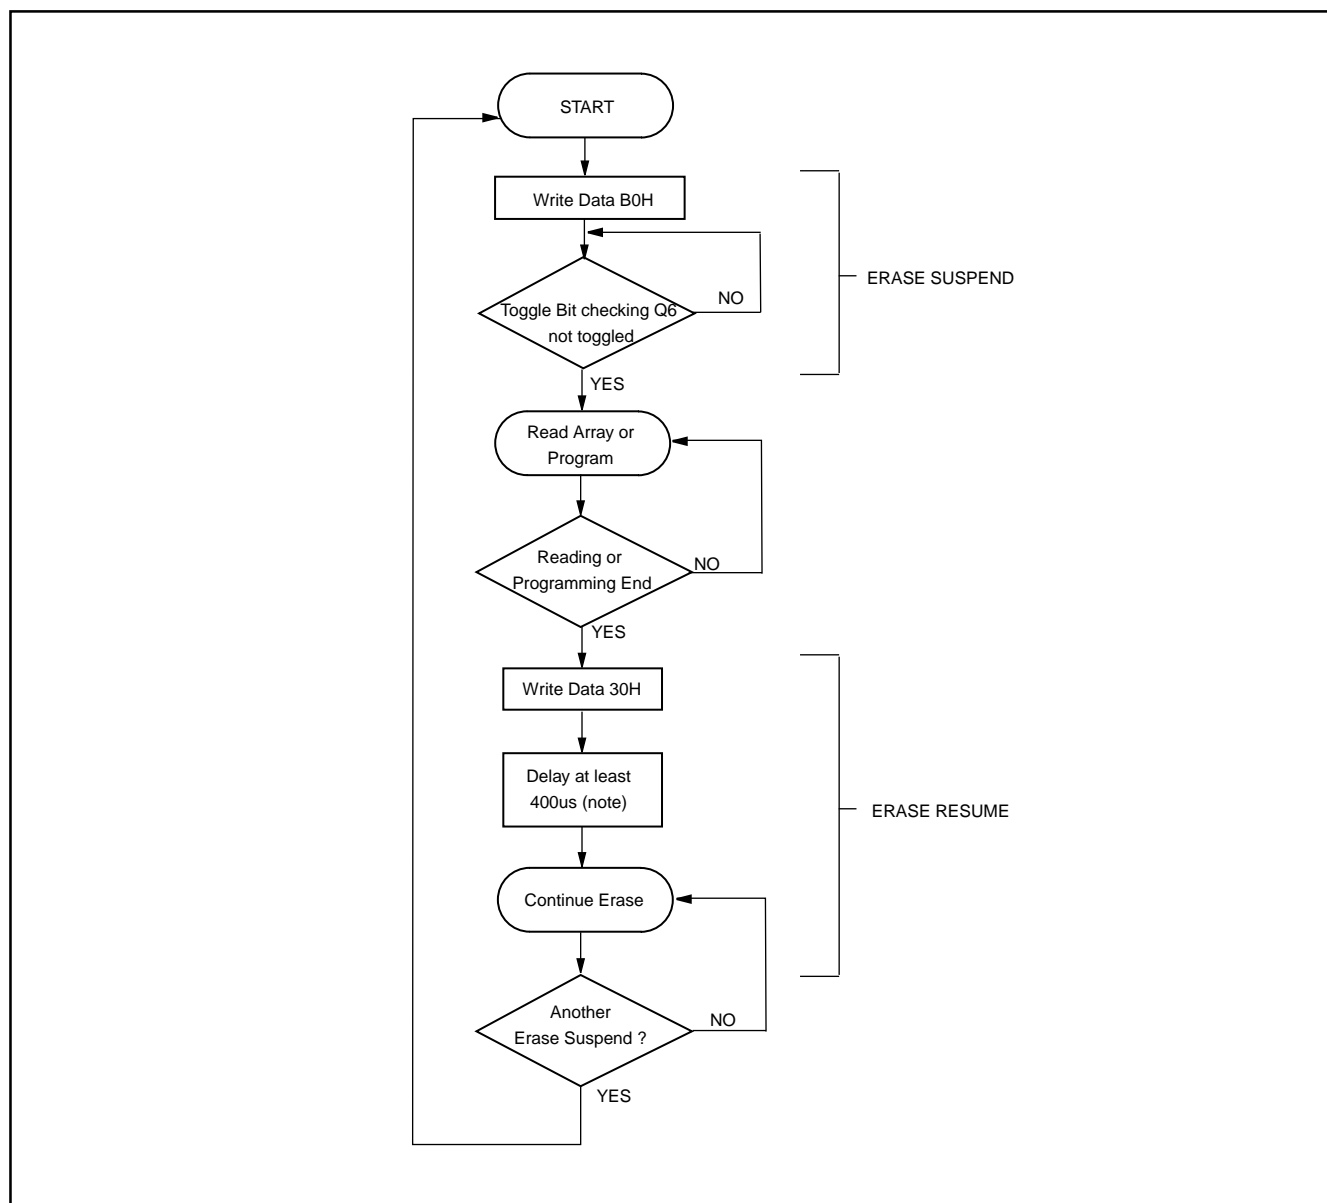 START
Write Data B0H
ERASE SUSPEND
NO
Toggle Bit checking Q6
not toggled
YES
Read Array or
Program
Reading or
NO
Programming End
YES
Write Data 30H
Delay at least
400us (note)
ERASE RESUME
Continue Erase
Another
NO
Erase Suspend ?
YES